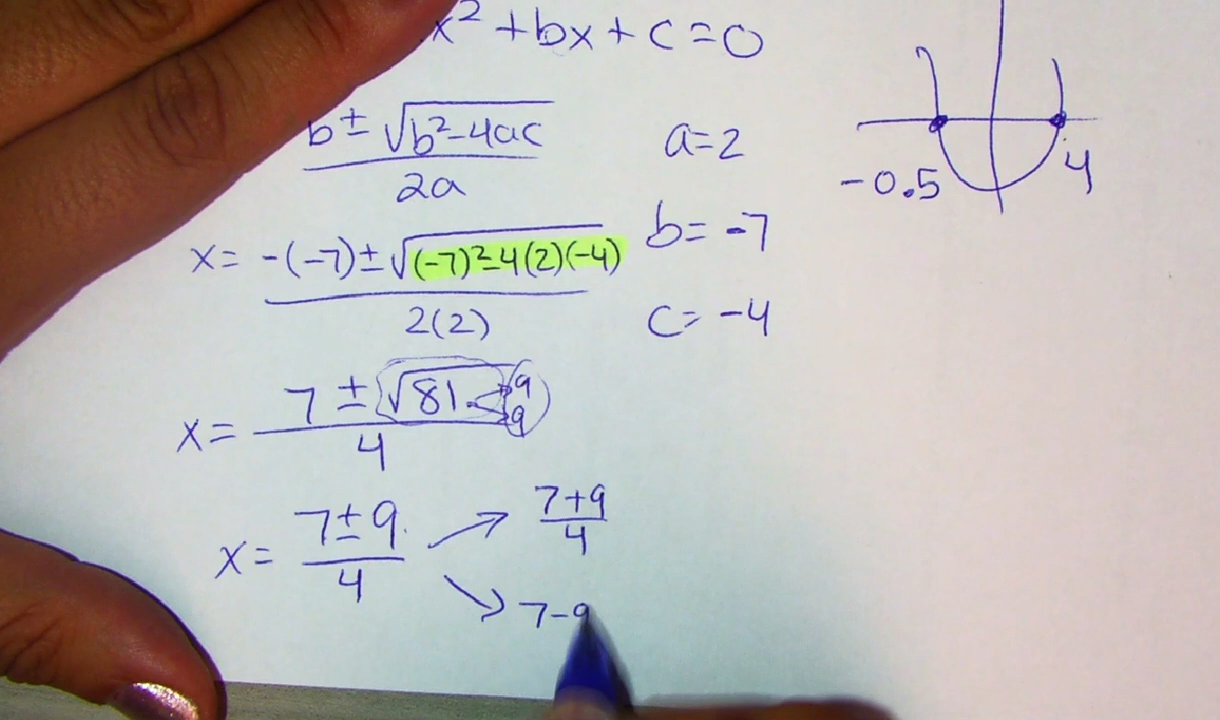 x² + bx + c = 0
b ± √b²-4ac
2a
a = 2
x = -(-7) ± √(-7)²-4(2)(-4)
2(2)
b = -7
c = -4
x = 7 ± √81 9 9
4
x = 7 ± 9
4
7+9
4
7-9
-0.5
4